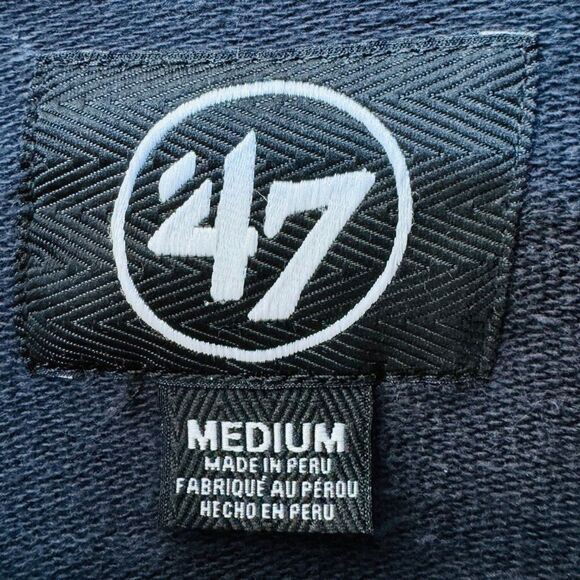 '47
MEDIUM
MADE IN PERU
FABRIQUÉ AU PÉROU
HECHO EN PERU